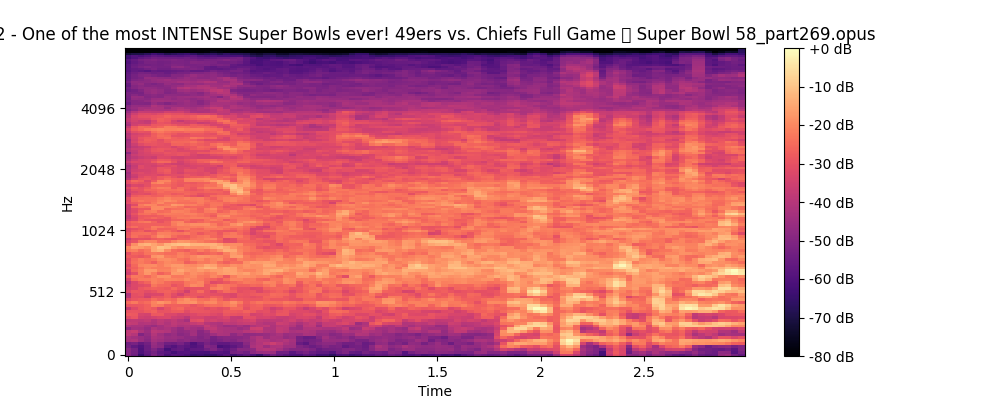 2 - One of the most INTENSE Super Bowls ever! 49ers vs. Chiefs Full Game ▯ Super Bowl 58_part269.opus
+0 dB
-10 dB
-20 dB
-30 dB
-40 dB
-50 dB
-60 dB
-70 dB
-80 dB
4096
2048
1024
512
0
Hz
0 0.5 1 1.5 2 2.5
Time